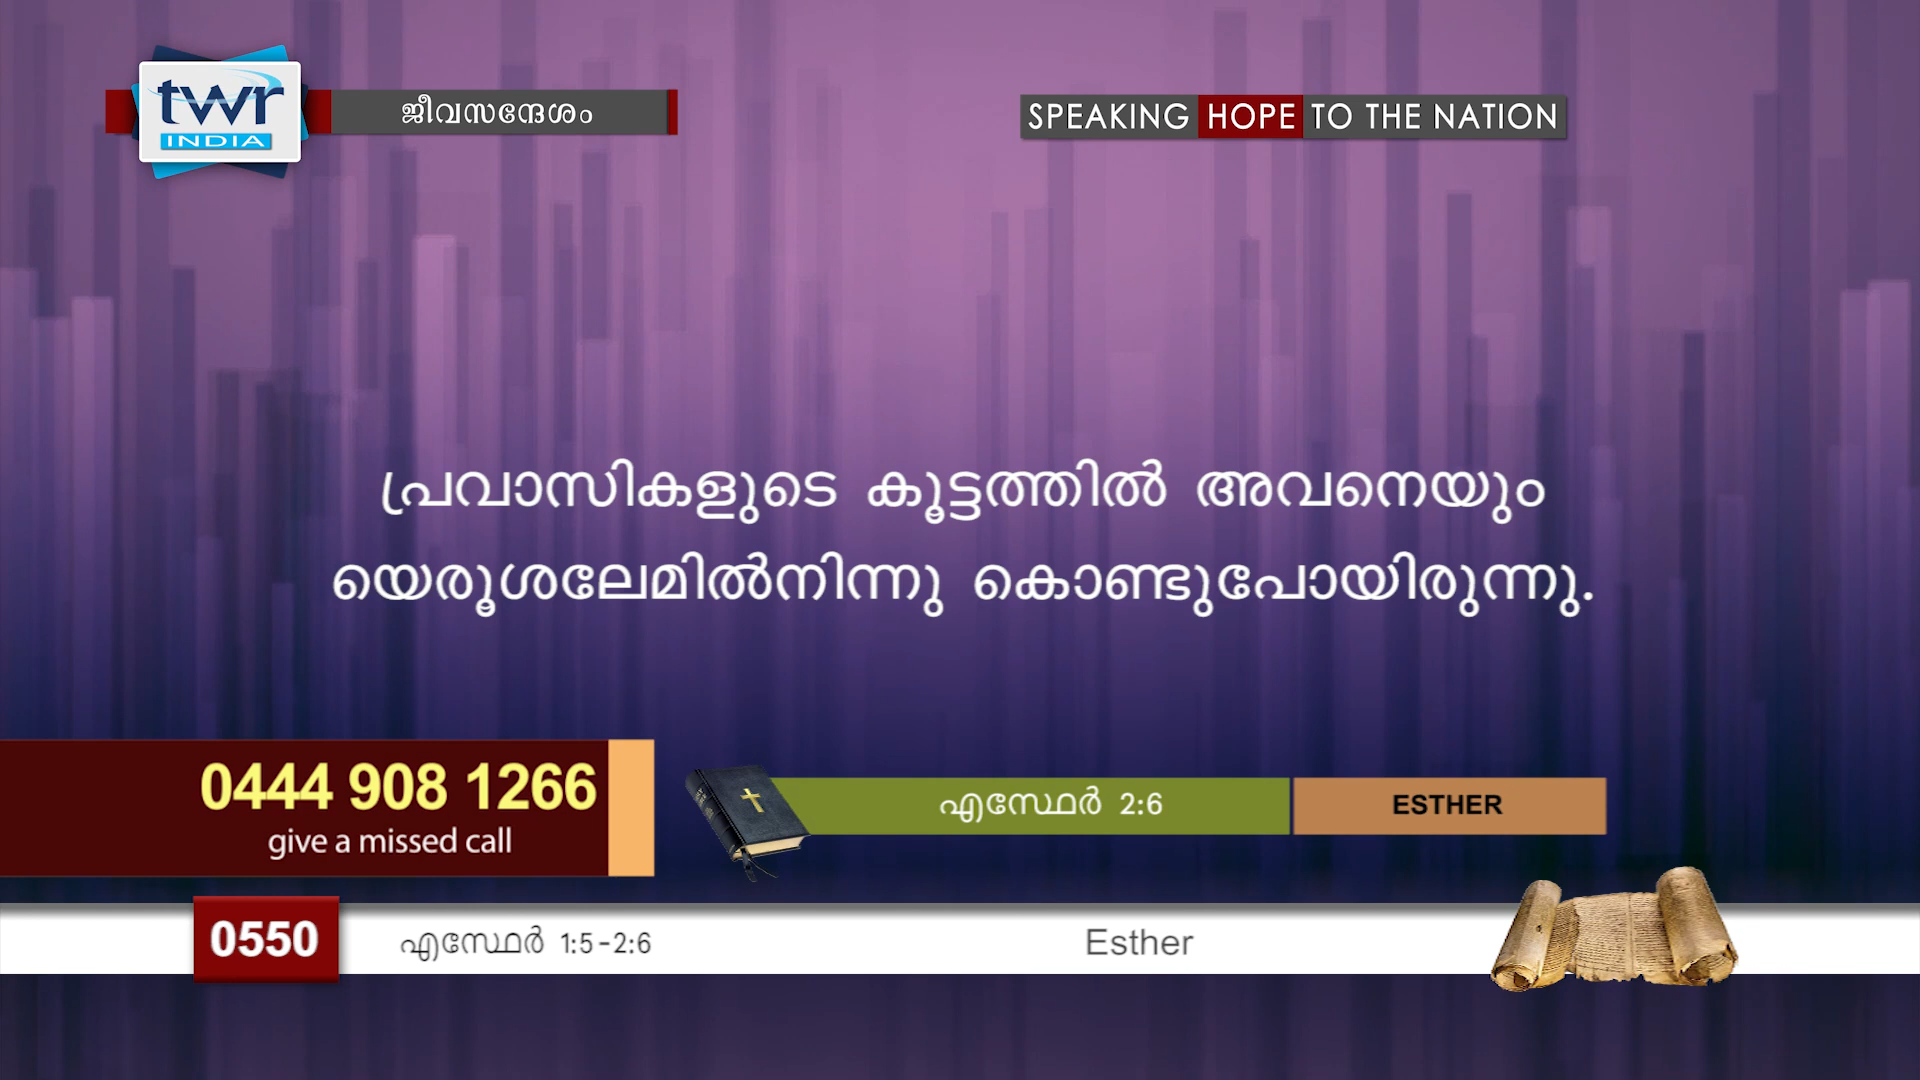 twr
INDIA
ജീവസന്ദേശം
SPEAKING HOPE TO THE NATION
പ്രവാസികളുടെ കൂട്ടത്തിൽ അവനെയും
യെരൂശലേമിൽനിന്നു കൊണ്ടുപോയിരുന്നു.
0444 908 1266
give a missed call
എസ്ഥേർ 2:6
ESTHER
0550
എസ്ഥേർ 1:5-2:6
Esther